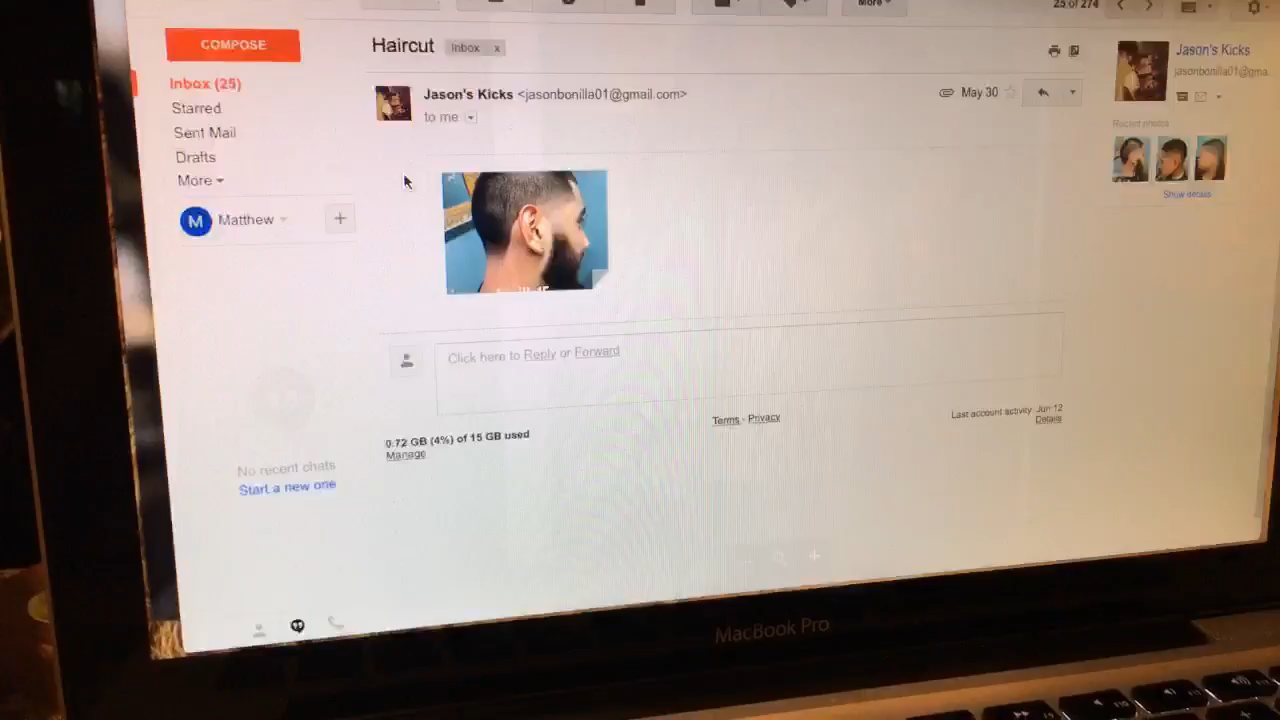 25 of 274
More
COMPOSE
Haircut Inbox x
Jason's Kicks
jasonbonilla01@gma...
Inbox (25)
Jason's Kicks <jasonbonilla01@gmail.com>
May 30
Starred
to me
Sent Mail
Recent photos
Drafts
More
Show details
M Matthew
+
Click here to Reply or Forward
Terms - Privacy
Last account activity: Jun 12
Details
0.72 GB (4%) of 15 GB used
Manage
No recent chats
Start a new one
MacBook Pro